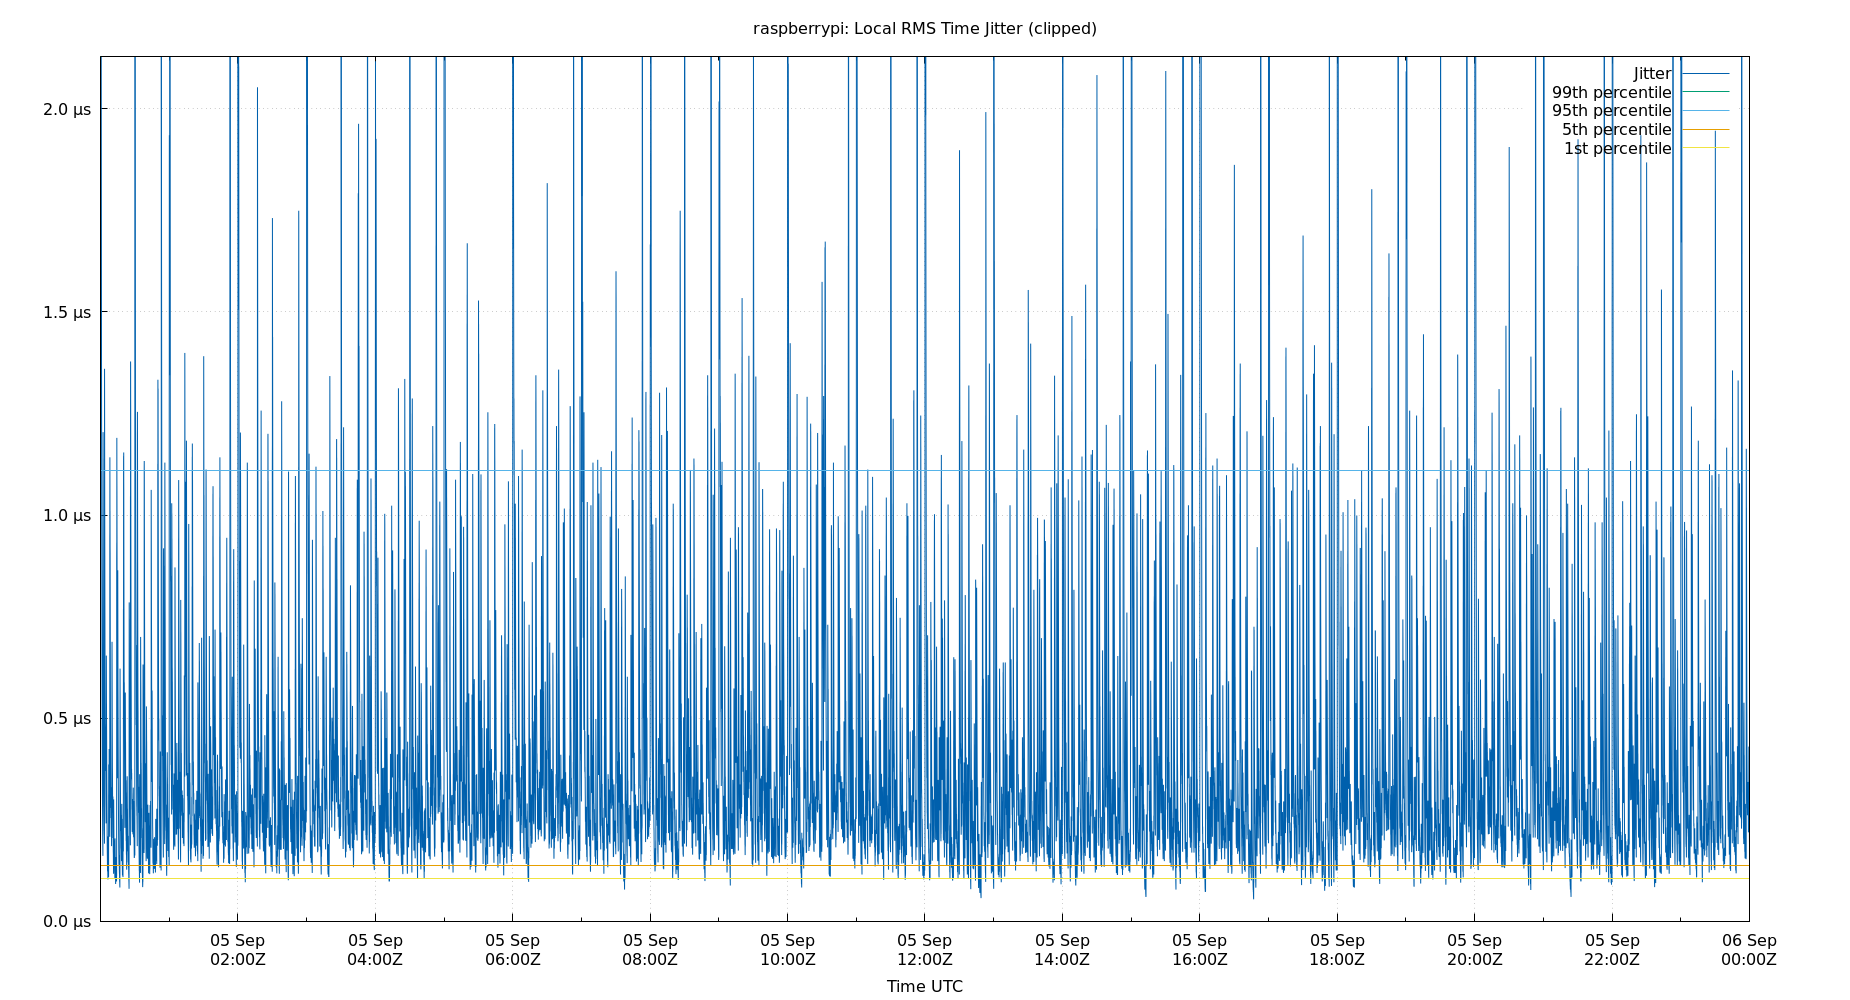 raspberrypi: Local RMS Time Jitter (clipped)
Jitter
99th percentile
95th percentile
5th percentile
1st percentile
2.0 µs
1.5 µs
1.0 µs
0.5 µs
0.0 µs
05 Sep 05 Sep 05 Sep 05 Sep 05 Sep 05 Sep 05 Sep 05 Sep 05 Sep 05 Sep 05 Sep 06 Sep
02:00Z 04:00Z 06:00Z 08:00Z 10:00Z 12:00Z 14:00Z 16:00Z 18:00Z 20:00Z 22:00Z 00:00Z
Time UTC